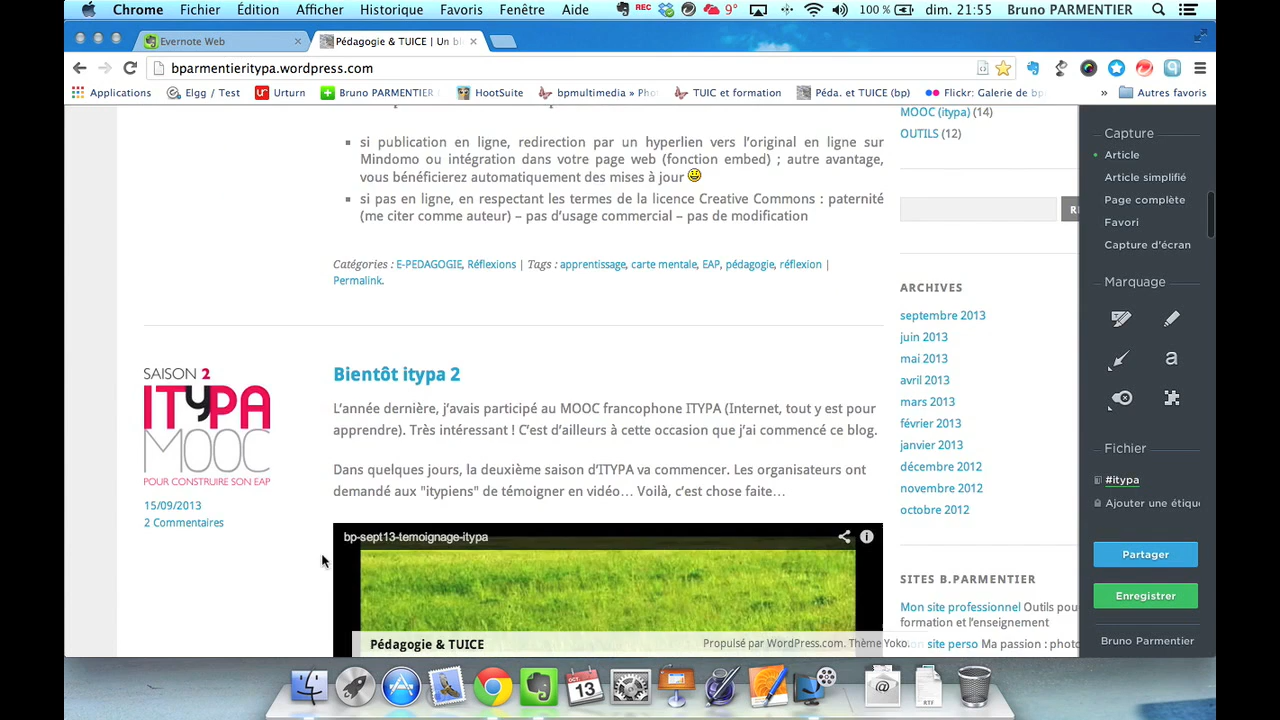 Chrome Fichier Édition Afficher Historique Favoris Fenêtre Aide REC 9° 100 % dim. 21:55 Bruno PARMENTIER
Evernote Web
Pédagogie & TUICE | Un bl
bparmentieritypa.wordpress.com
Applications Elgg / Test Urturn Bruno PARMENTIER HootSuite bpmultimedia » Pho TUIC et formation Péda. et TUICE (bp) Flickr: Galerie de bp » Autres favoris
si publication en ligne, redirection par un hyperlien vers l'original en ligne sur
Mindomo ou intégration dans votre page web (fonction embed) ; autre avantage,
vous bénéficierez automatiquement des mises à jour
si pas en ligne, en respectant les termes de la licence Creative Commons : paternité
(me citer comme auteur) – pas d'usage commercial – pas de modification
Catégories : E-PEDAGOGIE, Réflexions | Tags : apprentissage, carte mentale, EAP, pédagogie, réflexion |
Permalink.
SAISON 2
ITYPA
MOOC
POUR CONSTRUIRE SON EAP
15/09/2013
2 Commentaires
Bientôt itypa 2
L'année dernière, j'avais participé au MOOC francophone ITYPA (Internet, tout y est pour
apprendre). Très intéressant ! C'est d'ailleurs à cette occasion que j'ai commencé ce blog.
Dans quelques jours, la deuxième saison d'ITYPA va commencer. Les organisateurs ont
demandé aux "itypiens" de témoigner en vidéo… Voilà, c'est chose faite…
bp-sept13-temoignage-itypa
Pédagogie & TUICE
Propulsé par WordPress.com. Thème Yoko.
MOOC (itypa) (14)
OUTILS (12)
RE
ARCHIVES
septembre 2013
juin 2013
mai 2013
avril 2013
mars 2013
février 2013
janvier 2013
décembre 2012
novembre 2012
octobre 2012
SITES B.PARMENTIER
Mon site professionnel Outils pou
formation et l'enseignement
on site perso Ma passion : photo
Capture
Article
Article simplifié
Page complète
Favori
Capture d'écran
Marquage
a
Fichier
#itypa
Ajouter une étique
Partager
Enregistrer
Bruno Parmentier
OCT
13
@
RTF